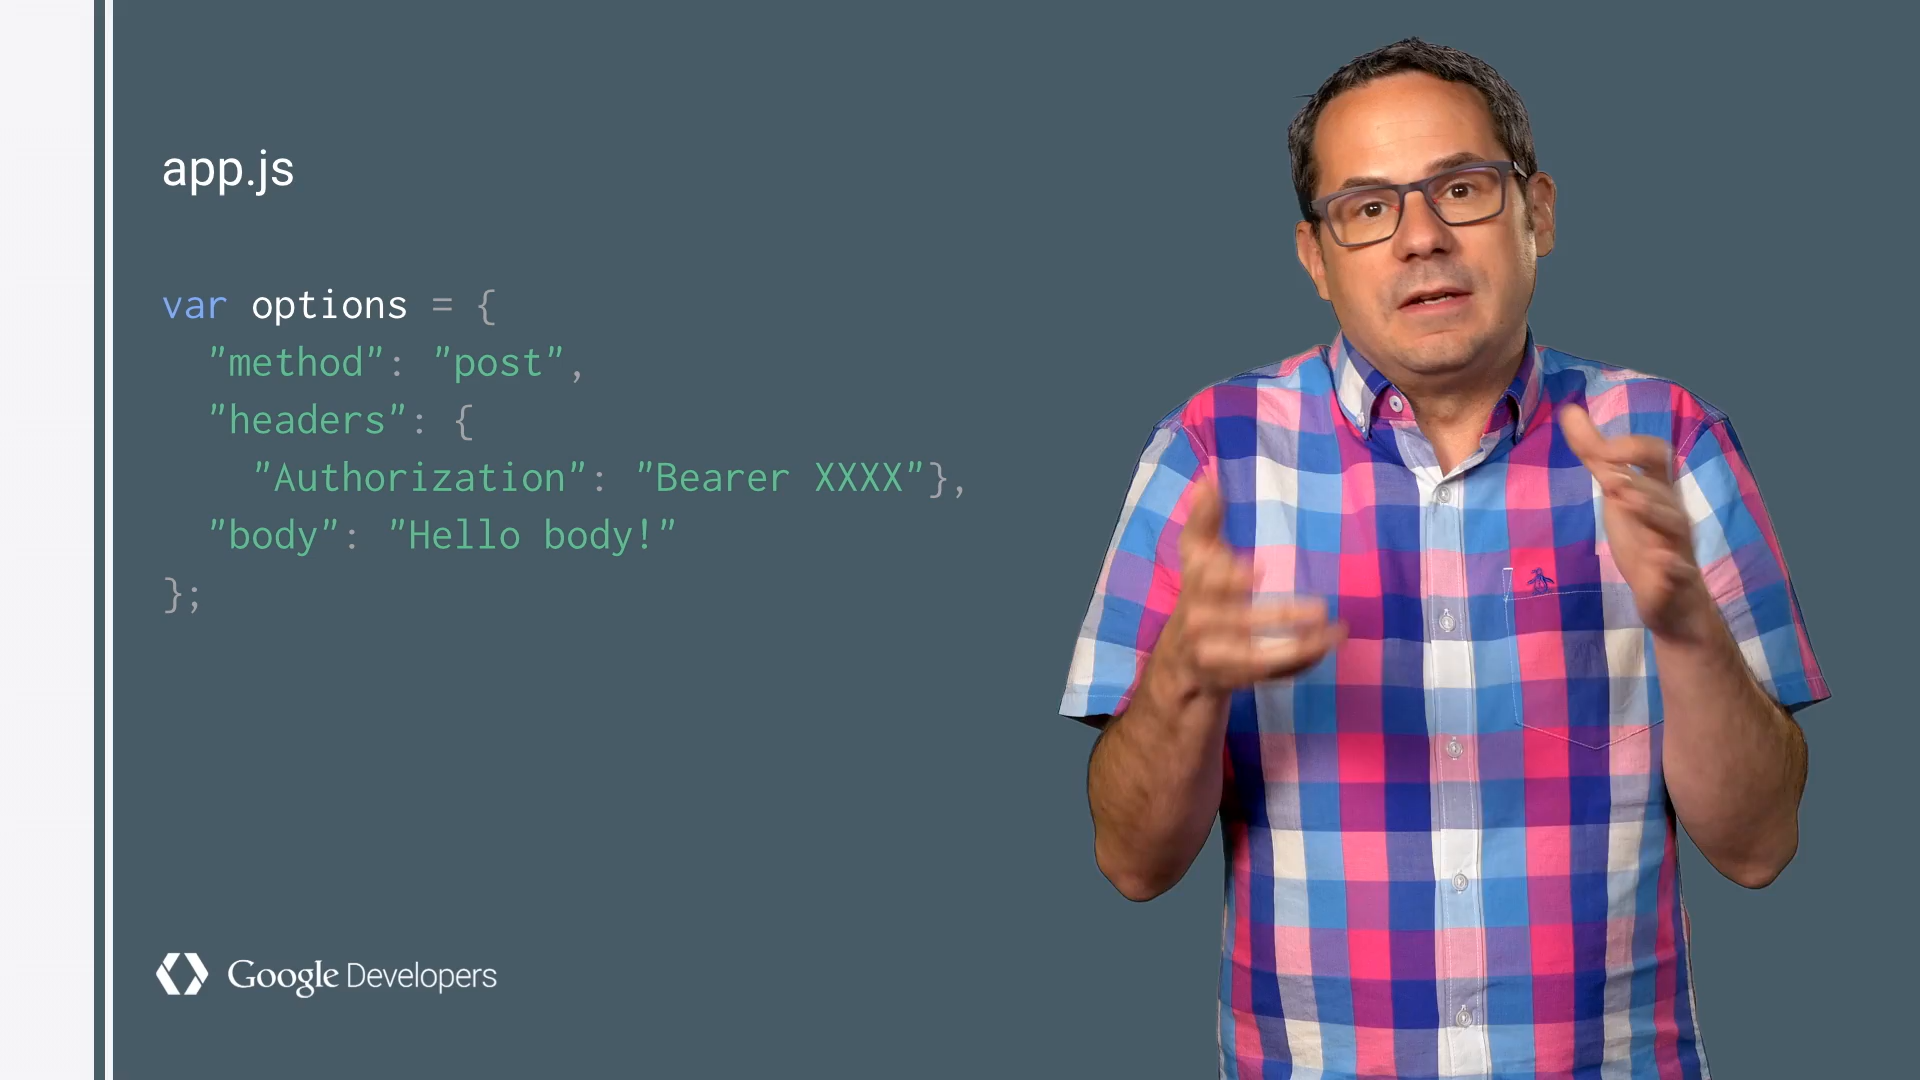 app.js
var options = {
"method": "post",
"headers": {
"Authorization": "Bearer XXXX"},
"body": "Hello body!"
};
Google Developers